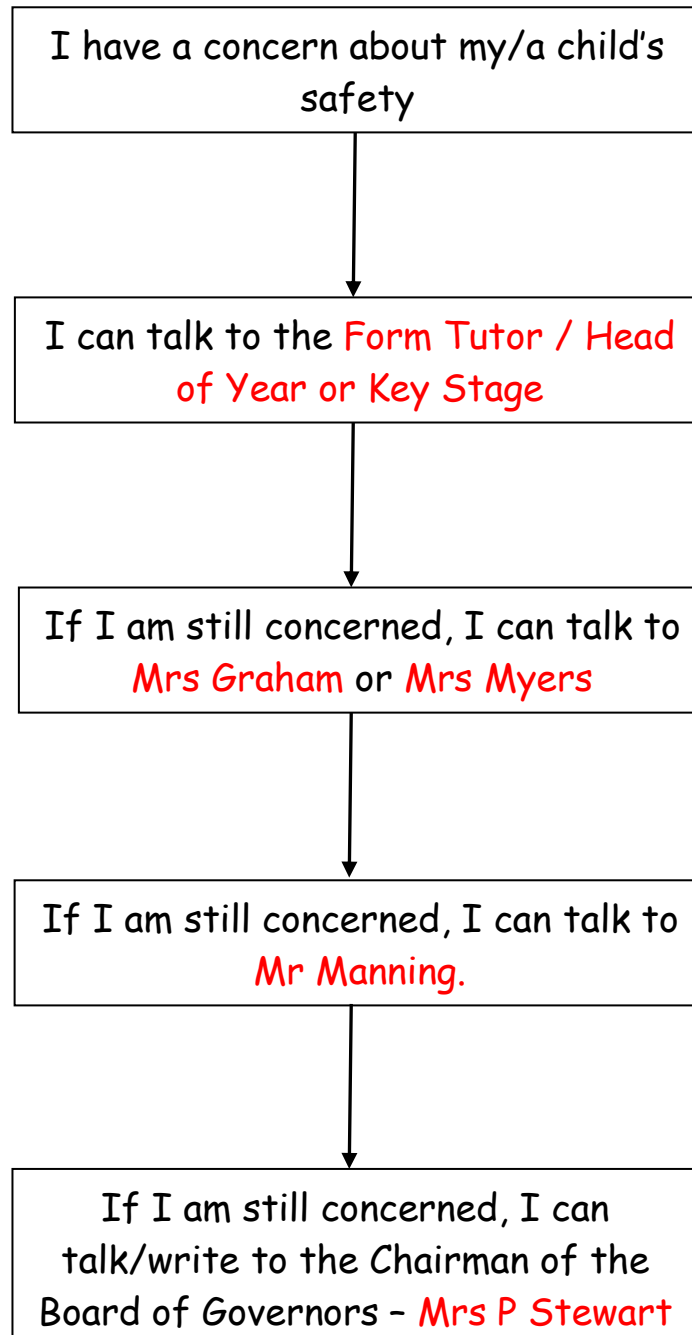 I have a concern about my/a child's
safety
I can talk to the Form Tutor / Head
of Year or Key Stage
If I am still concerned, I can talk to
Mrs Graham or Mrs Myers
If I am still concerned, I can talk to
Mr Manning.
If I am still concerned, I can
talk/write to the Chairman of the
Board of Governors – Mrs P Stewart